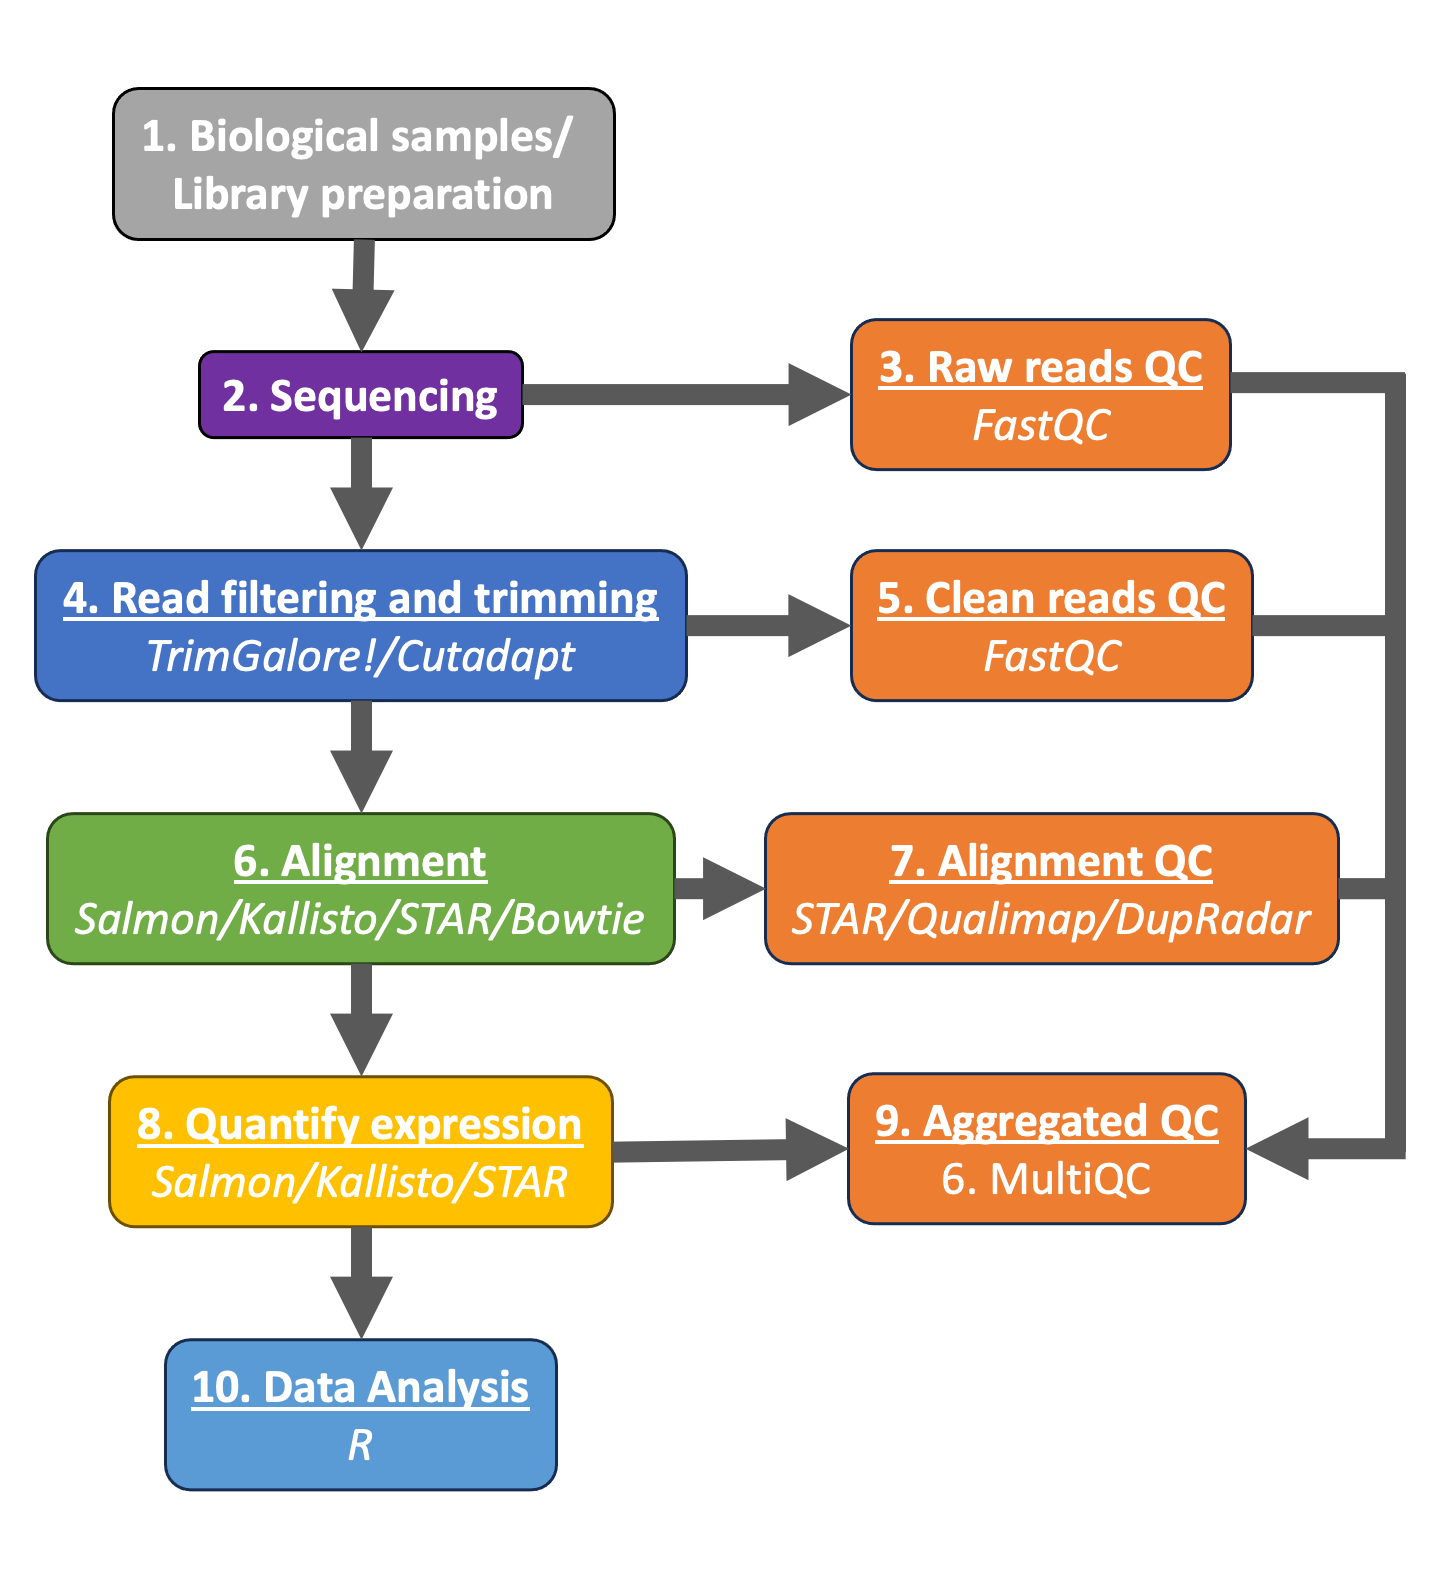 1. Biological samples/
Library preparation
2. Sequencing
3. Raw reads QC
FastQC
4. Read filtering and trimming
TrimGalore!/Cutadapt
5. Clean reads QC
FastQC
6. Alignment
Salmon/Kallisto/STAR/Bowtie
7. Alignment QC
STAR/Qualimap/DupRadar
8. Quantify expression
Salmon/Kallisto/STAR
9. Aggregated QC
6. MultiQC
10. Data Analysis
R